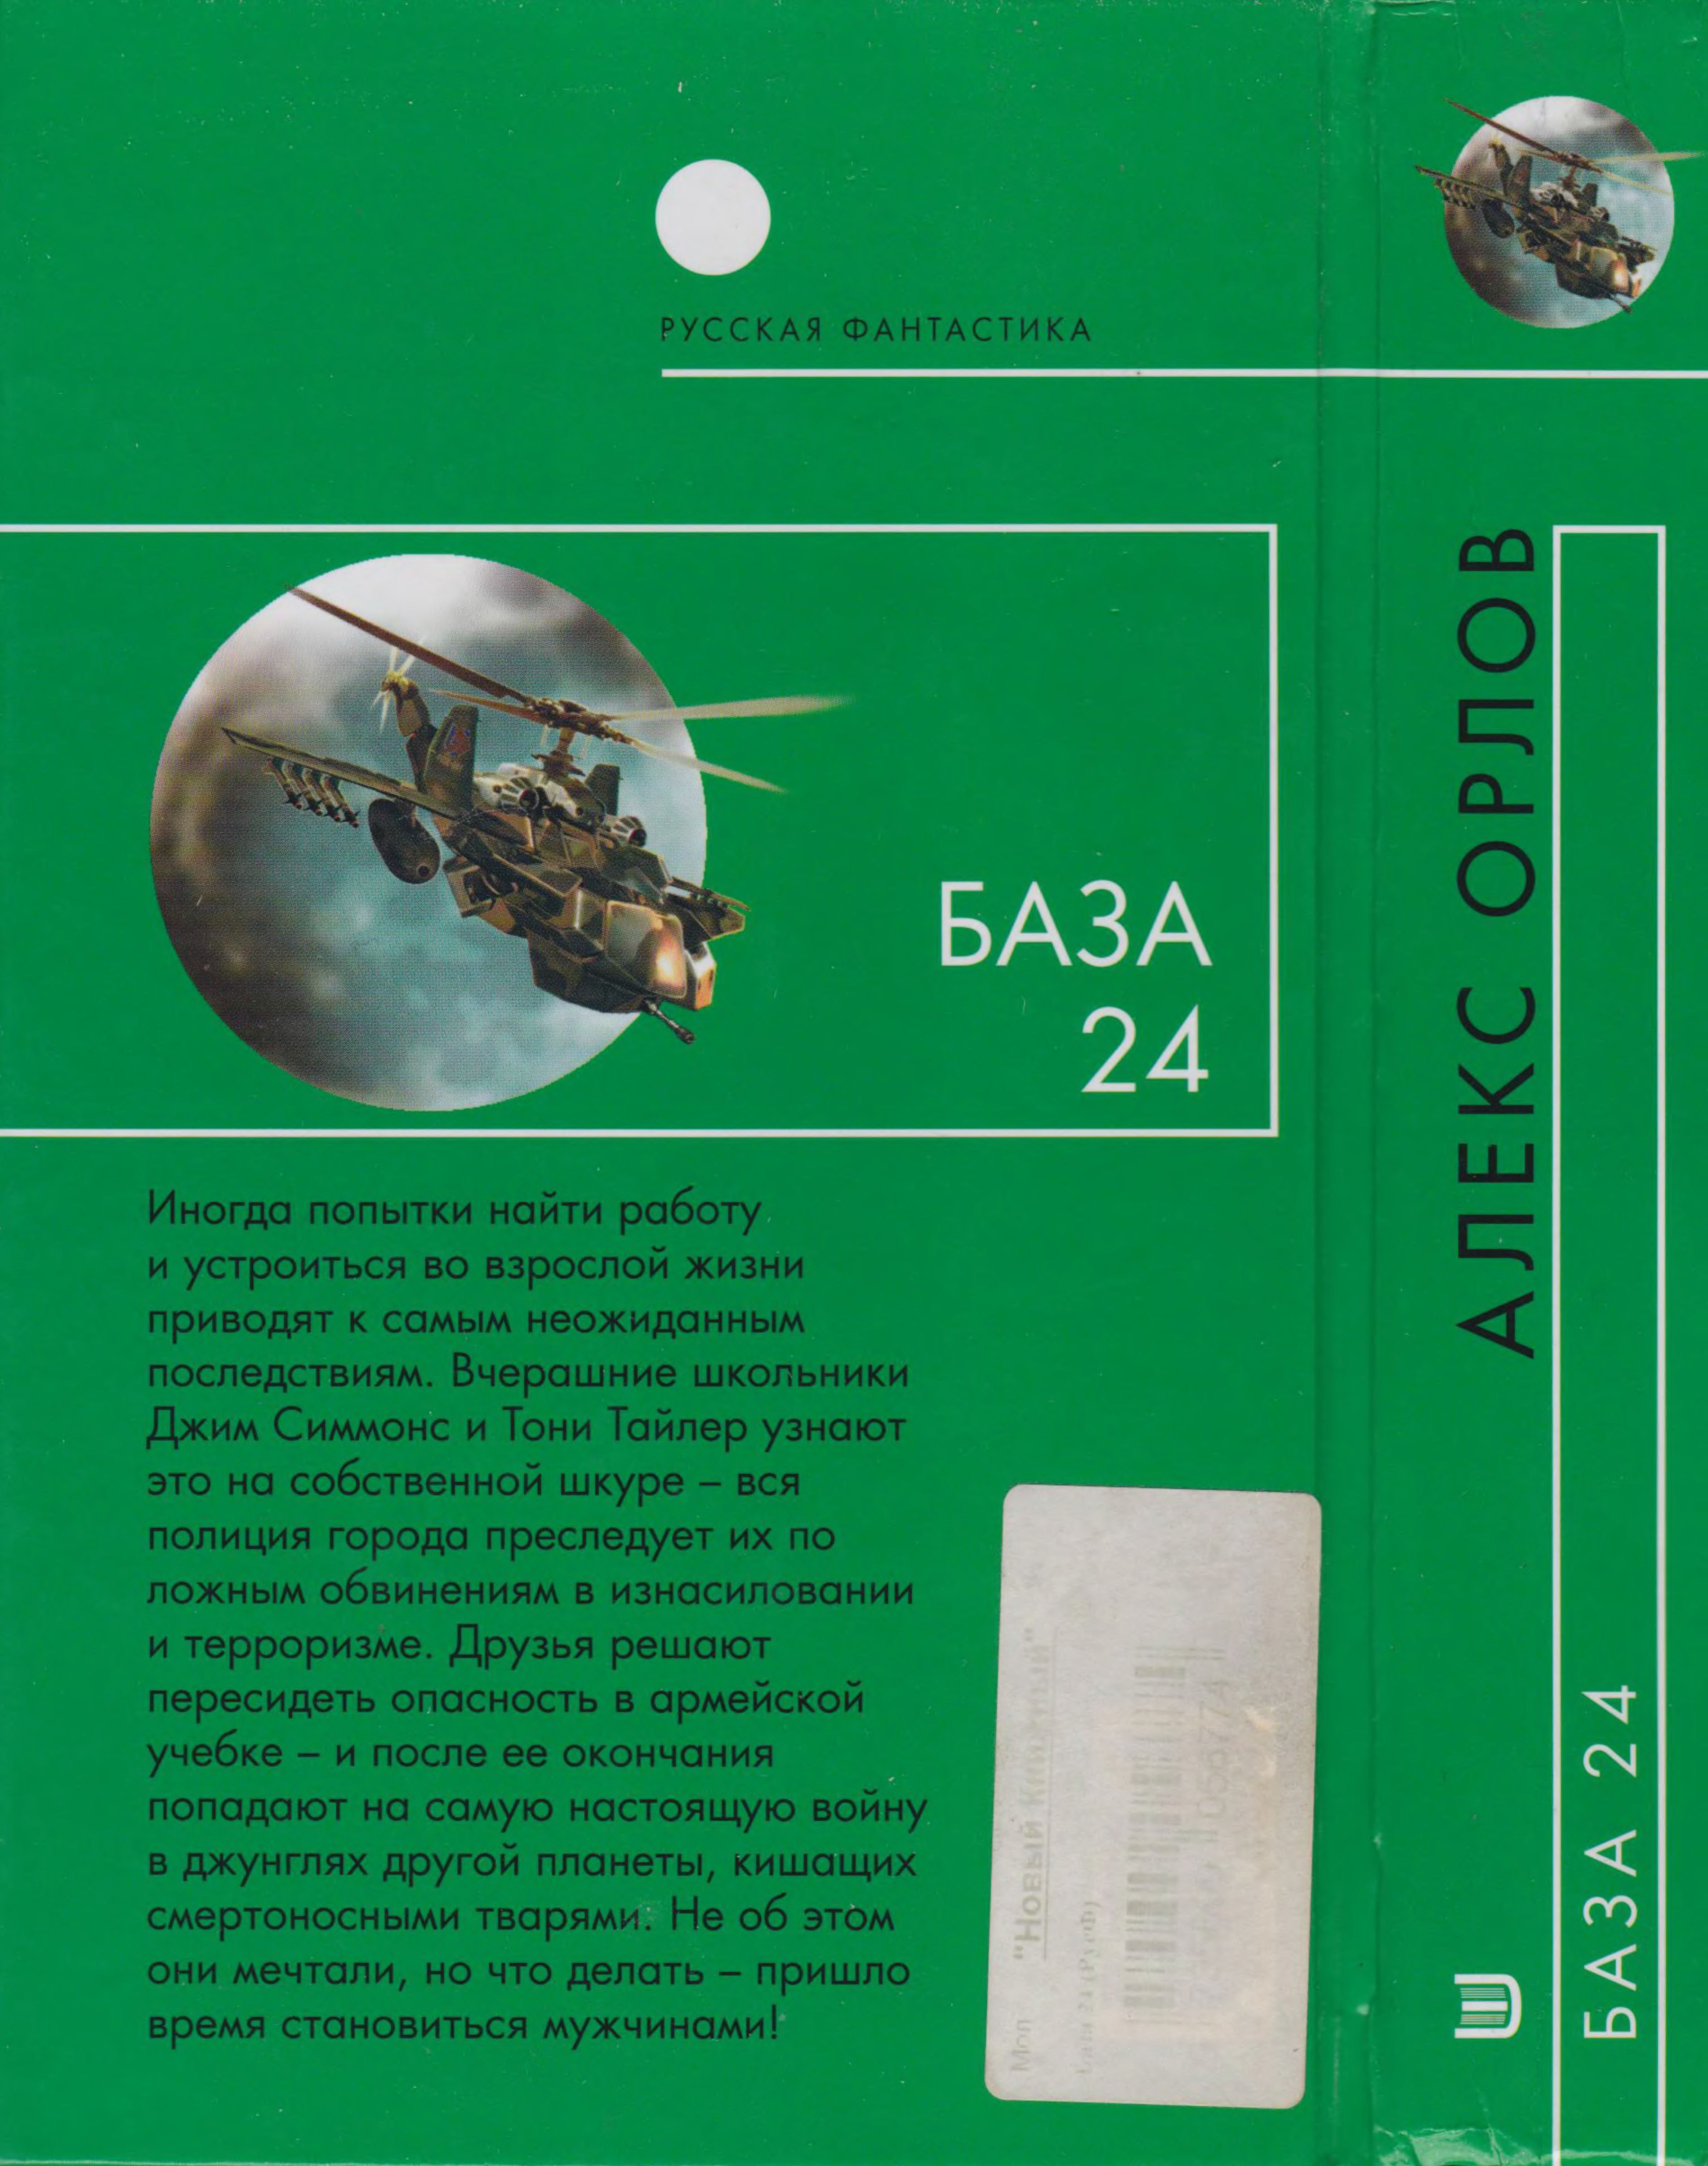 РУССКАЯ ФАНТАСТИКА
БАЗА
24
Иногда попытки найти работу
и устроиться во взрослой жизни
приводят к самым неожиданным
последствиям. Вчерашние школьники
Джим Симмонс и Тони Тайлер узнают
это на собственной шкуре – вся
полиция города преследует их по
ложным обвинениям в изнасиловании
и терроризме. Друзья решают
пересидеть опасность в армейской
учебке – и после ее окончания
попадают на самую настоящую войну
в джунглях другой планеты, кишащих
смертоносными тварями. Не об этом
они мечтали, но что делать – пришло
время становиться мужчинами!
"Новый Книжный"
АЛЕКС ОРЛОВ
БАЗА 24